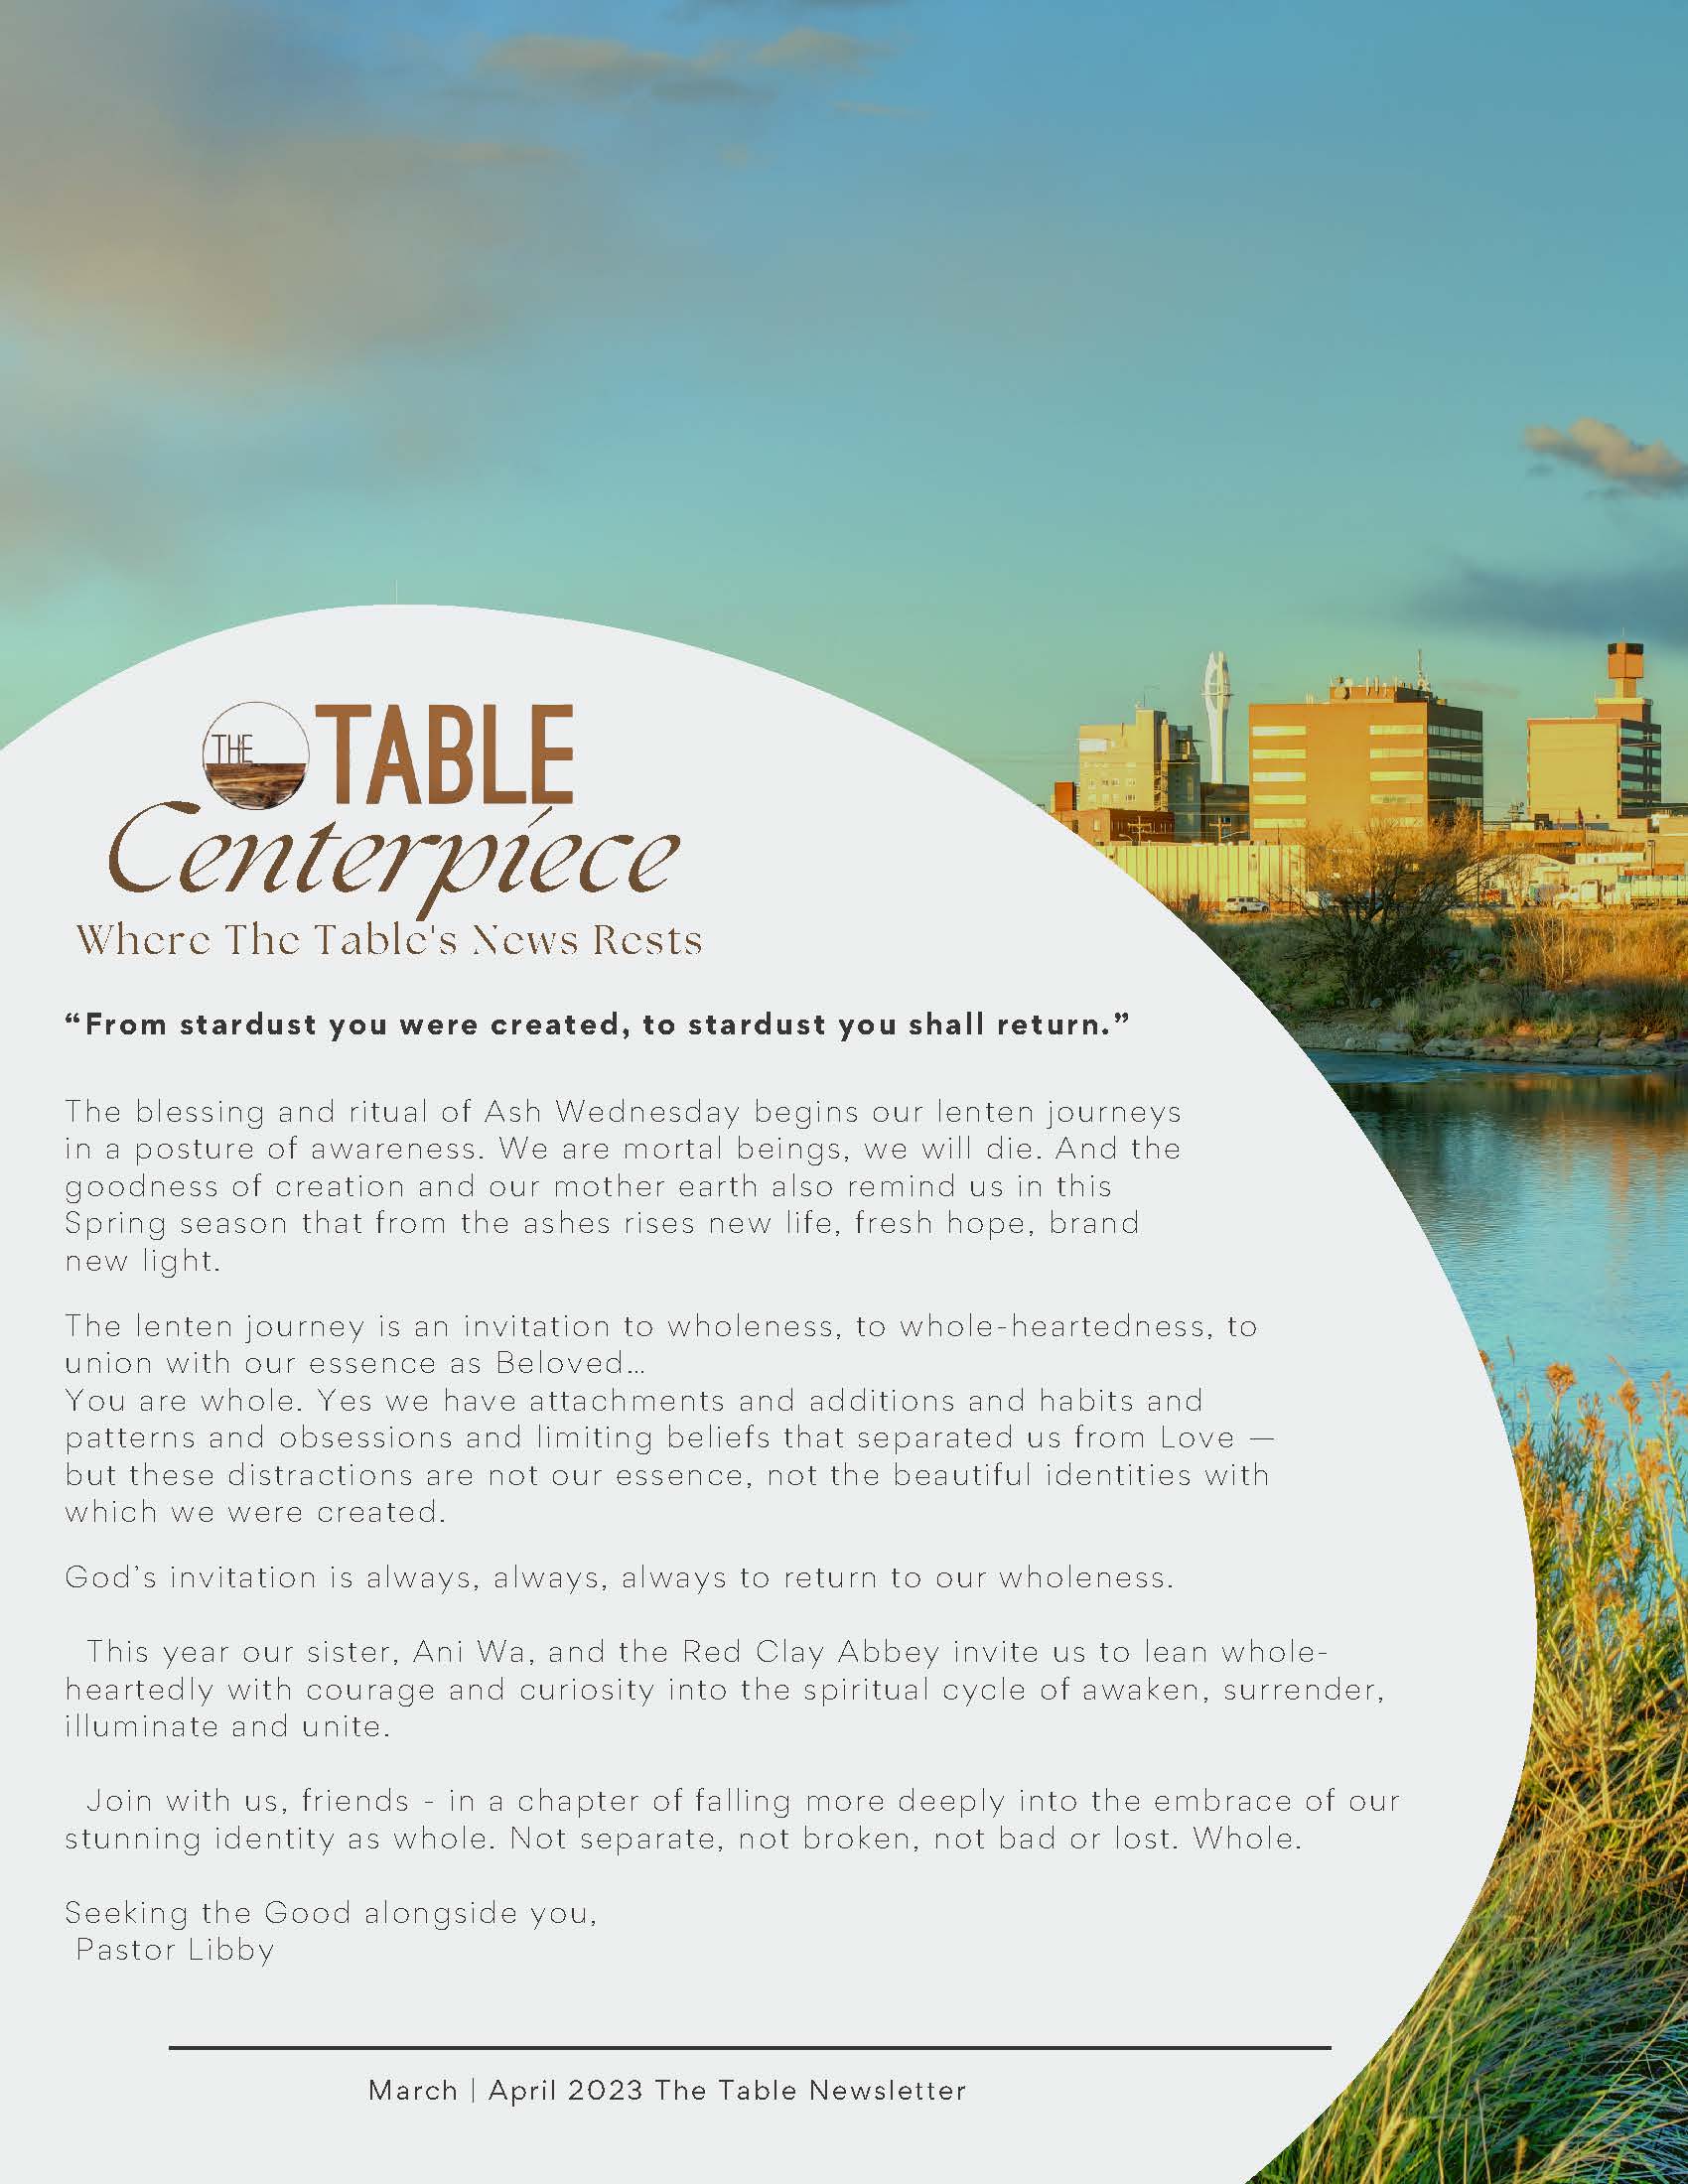 THE TABLE
Centerpiece
Where The Table's News Rests
“From stardust you were created, to stardust you shall return.”
The blessing and ritual of Ash Wednesday begins our lenten journeys
in a posture of awareness. We are mortal beings, we will die. And the
goodness of creation and our mother earth also remind us in this
Spring season that from the ashes rises new life, fresh hope, brand
new light.
The lenten journey is an invitation to wholeness, to whole-heartedness, to
union with our essence as Beloved...
You are whole. Yes we have attachments and additions and habits and
patterns and obsessions and limiting beliefs that separated us from Love —
but these distractions are not our essence, not the beautiful identities with
which we were created.
God’s invitation is always, always, always to return to our wholeness.
This year our sister, Ani Wa, and the Red Clay Abbey invite us to lean whole-
heartedly with courage and curiosity into the spiritual cycle of awaken, surrender,
illuminate and unite.
Join with us, friends - in a chapter of falling more deeply into the embrace of our
stunning identity as whole. Not separate, not broken, not bad or lost. Whole.
Seeking the Good alongside you,
Pastor Libby
March | April 2023 The Table Newsletter